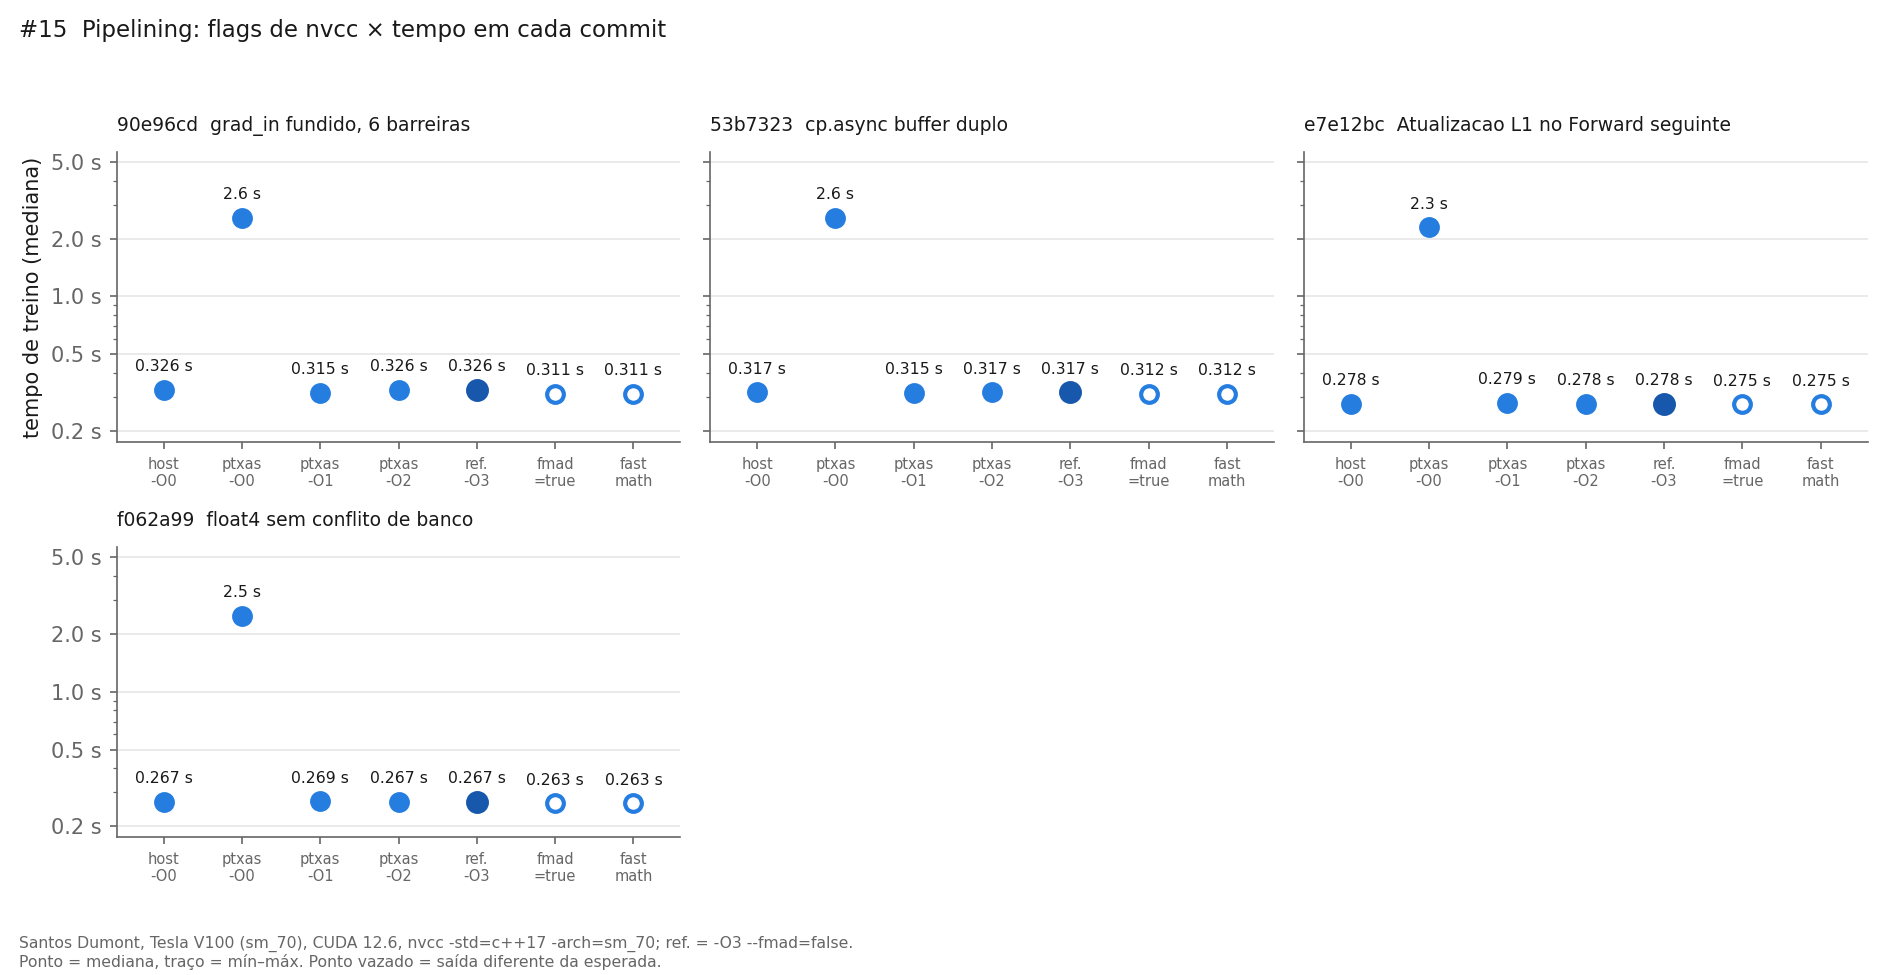 #15  Pipelining: flags de nvcc × tempo em cada commit
90e96cd  grad_in fundido, 6 barreiras
tempo de treino (mediana)
5.0 s
2.0 s
1.0 s
0.5 s
0.2 s
0.326 s
2.6 s
0.315 s
0.326 s
0.326 s
0.311 s
0.311 s
host
-O0
ptxas
-O0
ptxas
-O1
ptxas
-O2
ref.
-O3
fmad
=true
fast
math
53b7323  cp.async buffer duplo
0.317 s
2.6 s
0.315 s
0.317 s
0.317 s
0.312 s
0.312 s
host
-O0
ptxas
-O0
ptxas
-O1
ptxas
-O2
ref.
-O3
fmad
=true
fast
math
e7e12bc  Atualizacao L1 no Forward seguinte
0.278 s
2.3 s
0.279 s
0.278 s
0.278 s
0.275 s
0.275 s
host
-O0
ptxas
-O0
ptxas
-O1
ptxas
-O2
ref.
-O3
fmad
=true
fast
math
f062a99  float4 sem conflito de banco
5.0 s
2.0 s
1.0 s
0.5 s
0.2 s
0.267 s
2.5 s
0.269 s
0.267 s
0.267 s
0.263 s
0.263 s
host
-O0
ptxas
-O0
ptxas
-O1
ptxas
-O2
ref.
-O3
fmad
=true
fast
math
Santos Dumont, Tesla V100 (sm_70), CUDA 12.6, nvcc -std=c++17 -arch=sm_70; ref. = -O3 --fmad=false.
Ponto = mediana, traço = mín–máx. Ponto vazado = saída diferente da esperada.